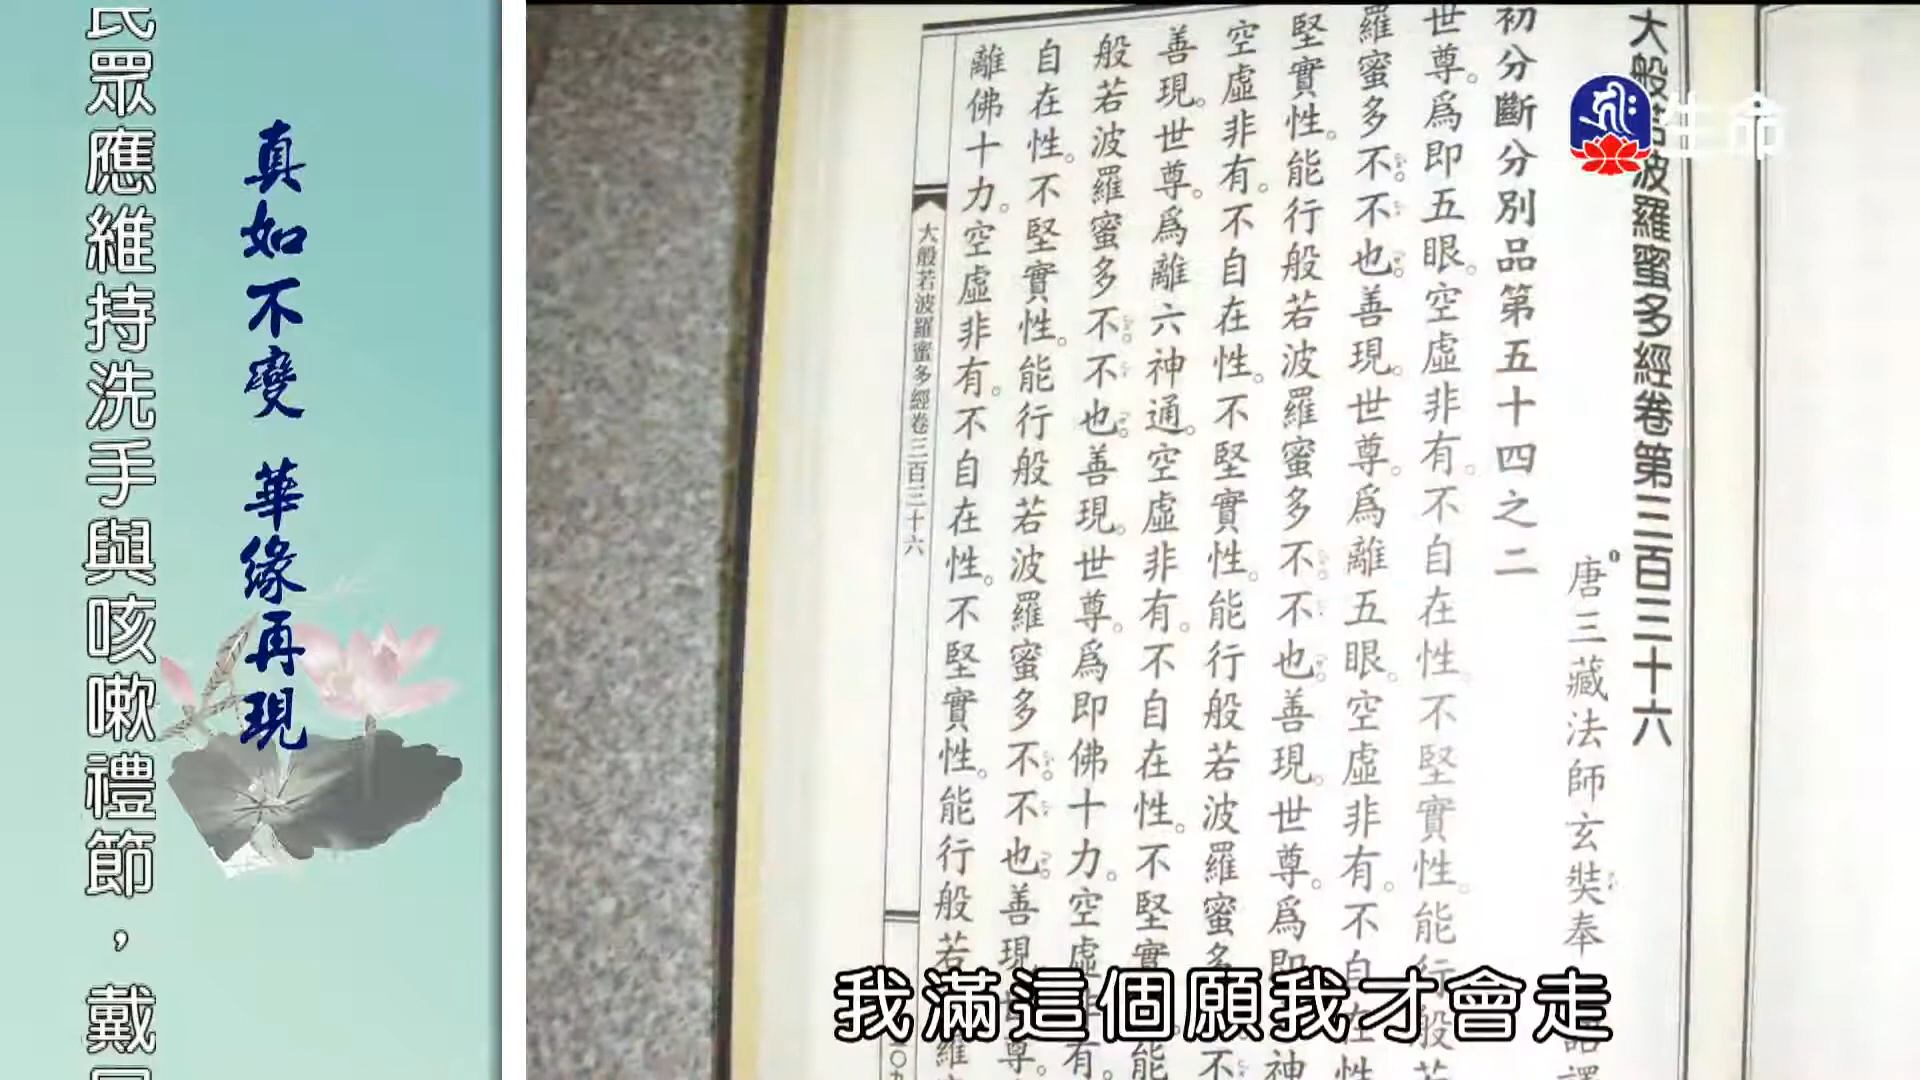 民眾應維持洗手與咳嗽禮節，戴
真如不變 華緣再現
生命
大般若波羅蜜多經卷第三百三十六
唐三藏法師玄奘奉
初分斷分別品第五十四之二
世尊。爲即五眼。空虛非有。不自在性。不堅實性。能行般若
羅蜜多不。不也。善現。世尊。爲離五眼。空虛非有。不自在性
堅實性。能行般若波羅蜜多不。不也。善現。世尊。爲即神
空虛非有。不自在性。不堅實性。能行般若波羅蜜多不
善現。世尊。爲離六神通。空虛非有。不自在性。不堅實能
般若波羅蜜多不。不也。善現。世尊。爲即佛十力。空虛有。
自在性。不堅實性。能行般若波羅蜜多不。不也。善現尊。
離佛十力。空虛非有。不自在性。不堅實性。能行般若羅
大般若波羅蜜多經卷三百三十六
我滿這個願我才會走